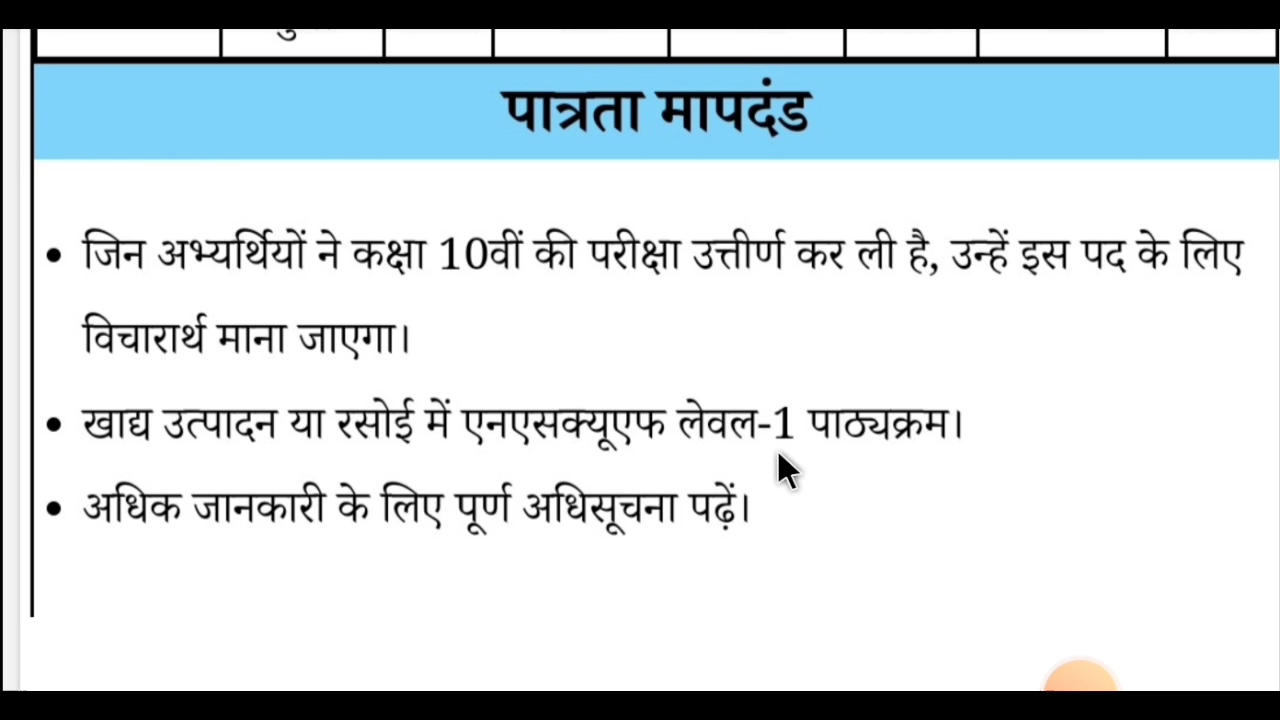 पात्रता मापदंड
• जिन अभ्यर्थियों ने कक्षा 10वीं की परीक्षा उत्तीर्ण कर ली है, उन्हें इस पद के लिए
विचारार्थ माना जाएगा।
• खाद्य उत्पादन या रसोई में एनएसक्यूएफ लेवल-1 पाठ्यक्रम।
• अधिक जानकारी के लिए पूर्ण अधिसूचना पढ़ें।